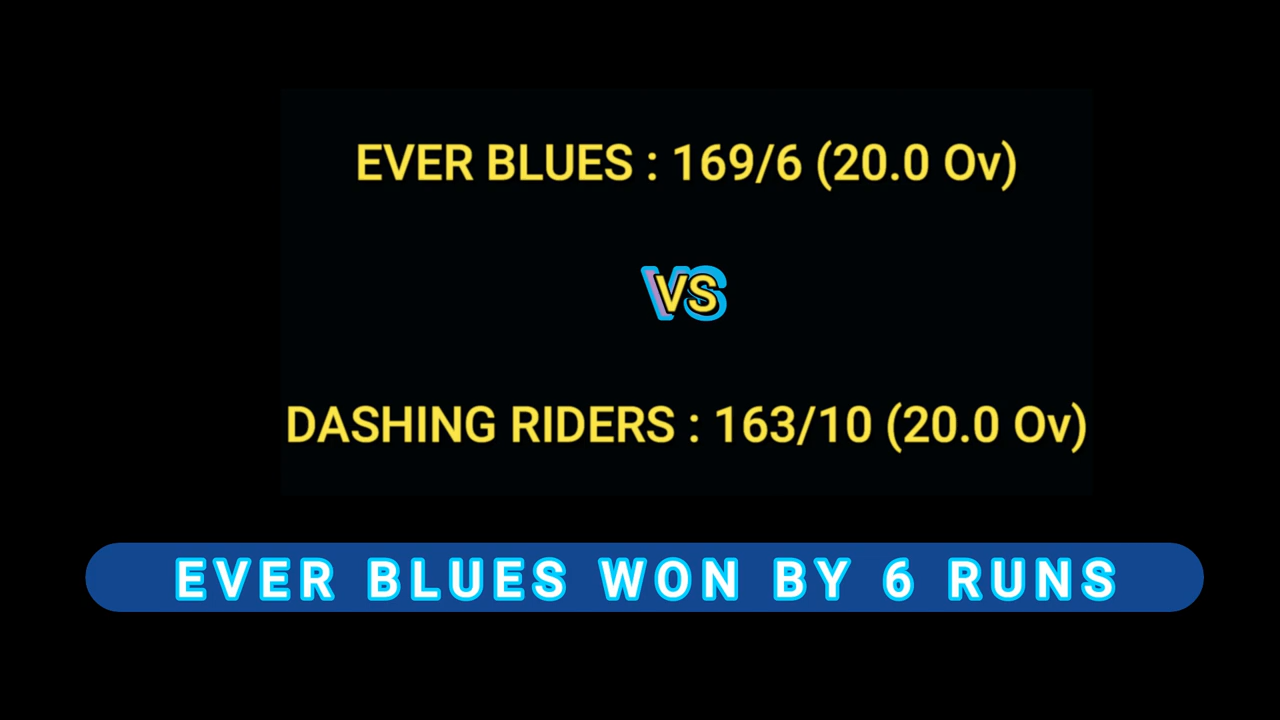 EVER BLUES : 169/6 (20.0 Ov)
VS
DASHING RIDERS : 163/10 (20.0 Ov)
EVER BLUES WON BY 6 RUNS